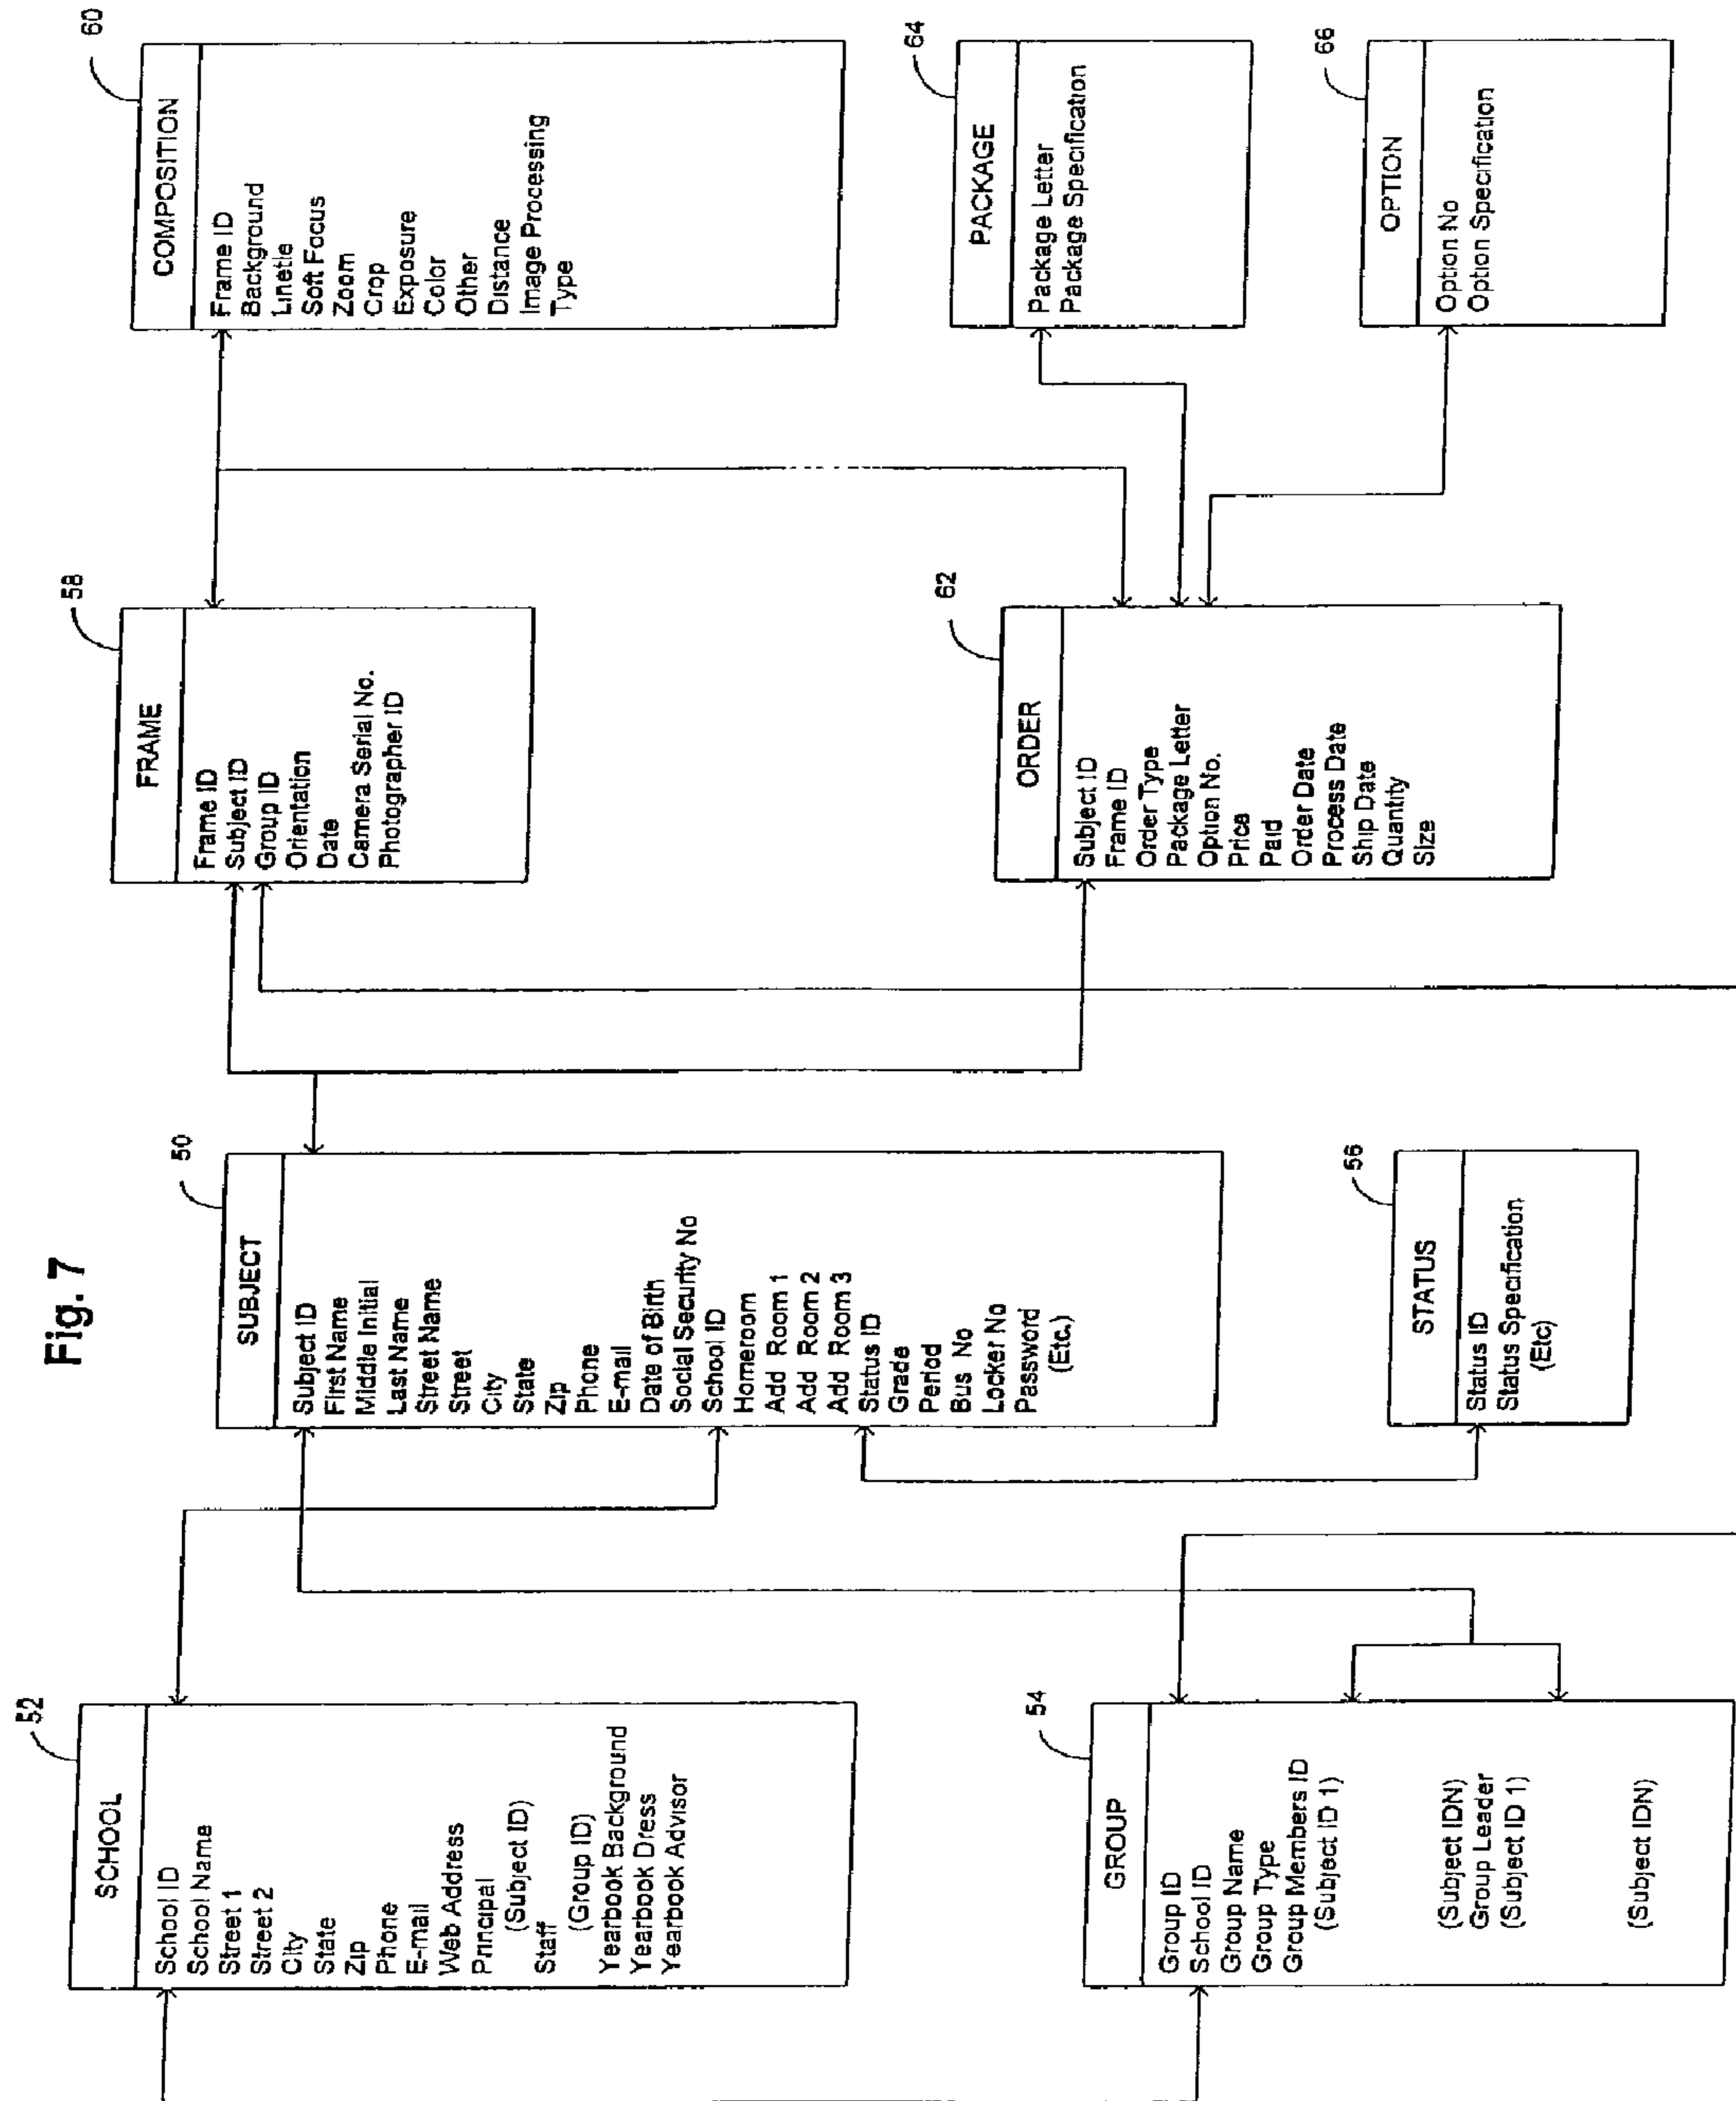 Fig. 7
52
SCHOOL
School ID
School Name
Street 1
Street 2
City
State
Zip
Phone
E-mail
Web Address
Principal
(Subject ID)
Staff
(Group ID)
Yearbook Background
Yearbook Dress
Yearbook Advisor
54
GROUP
Group ID
School ID
Group Name
Group Type
Group Members ID
(Subject ID 1)
(Subject IDN)
Group Leader
(Subject ID 1)
(Subject IDN)
50
SUBJECT
Subject ID
First Name
Middle Initial
Last Name
Street Name
Street
City
State
Zip
Phone
E-mail
Date of Birth
Social Security No
School ID
Homeroom
Add Room 1
Add Room 2
Add Room 3
Status ID
Grade
Period
Bus No
Locker No
Password
(Etc.)
56
STATUS
Status ID
Status Specification
(Etc)
58
FRAME
Frame ID
Subject ID
Group ID
Orientation
Date
Camera Serial No.
Photographer ID
62
ORDER
Subject ID
Frame ID
Order Type
Package Letter
Option No.
Price
Paid
Order Date
Process Date
Ship Date
Quantity
Size
60
COMPOSITION
Frame ID
Background
Linetie
Soft Focus
Zoom
Crop
Exposure
Color
Other
Distance
Image Processing
Type
64
PACKAGE
Package Letter
Package Specification
66
OPTION
Option No
Option Specification